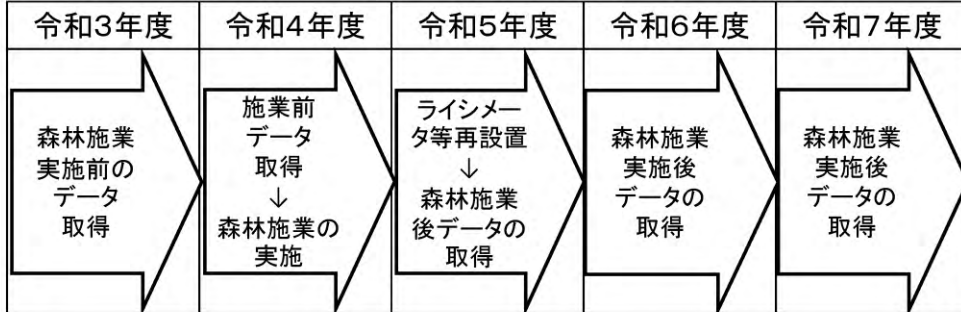 令和3年度
令和4年度
令和5年度
令和6年度
令和7年度
森林施業
実施前の
データ
取得
施業前
データ
取得
↓
森林施業の
実施
ライシメー
タ等再設置
↓
森林施業
後データの
取得
森林施業
実施後
データの
取得
森林施業
実施後
データの
取得